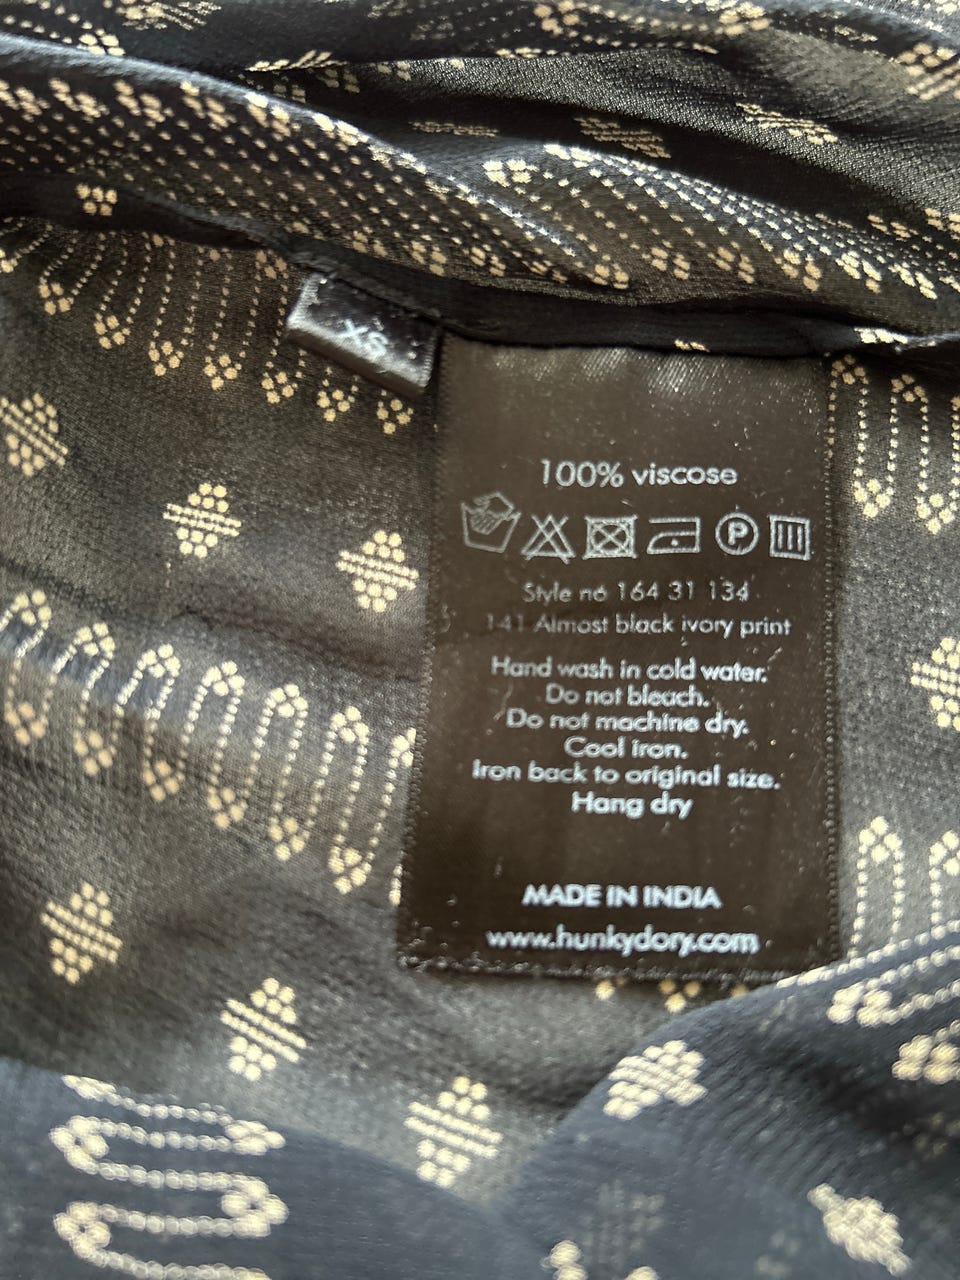 XS
100% viscose
P
Style no 164 31 134
141 Almost black ivory print
Hand wash in cold water.
Do not bleach.
Do not machine dry.
Cool iron.
Iron back to original size.
Hang dry
MADE IN INDIA
www.hunkydory.com